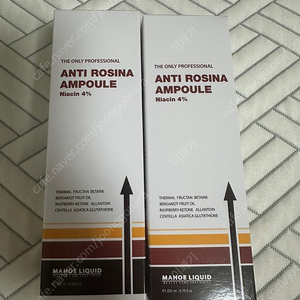 THE ONLY PROFESSIONAL
ANTI ROSINA
AMPOULE
Niacin 4%
THERMAL FRUCTAN BETAINE
BERGAMOT FRUIT OIL
RASPBERRY-KETONE ALLANTOIN
CENTELLA ASIATICA GLUTATHIONE
MAHOE LIQUID
THE ONLY PROFESSIONAL
ANTI ROSINA
AMPOULE
Niacin 4%
THERMAL FRUCTAN BETAINE
BERGAMOT FRUIT OIL
RASPBERRY-KETONE ALLANTOIN
CENTELLA ASIATICA GLUTATHIONE
MAHOE LIQUID